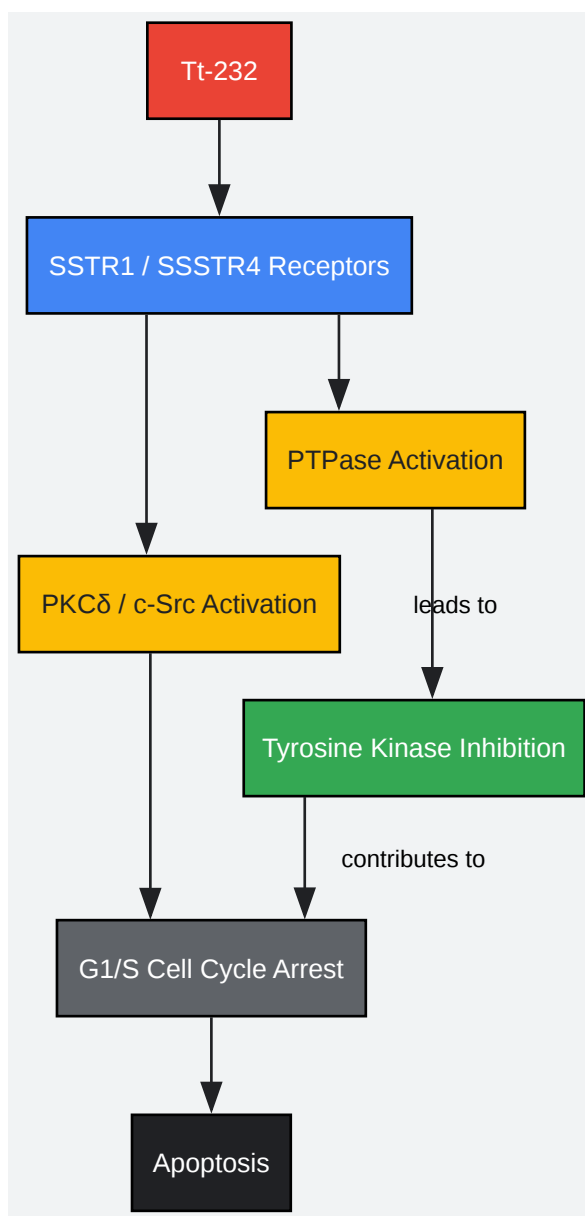 Tt-232
SSTR1 / SSSTR4 Receptors
PTPase Activation
PKCδ / c-Src Activation
leads to
Tyrosine Kinase Inhibition
contributes to
G1/S Cell Cycle Arrest
Apoptosis